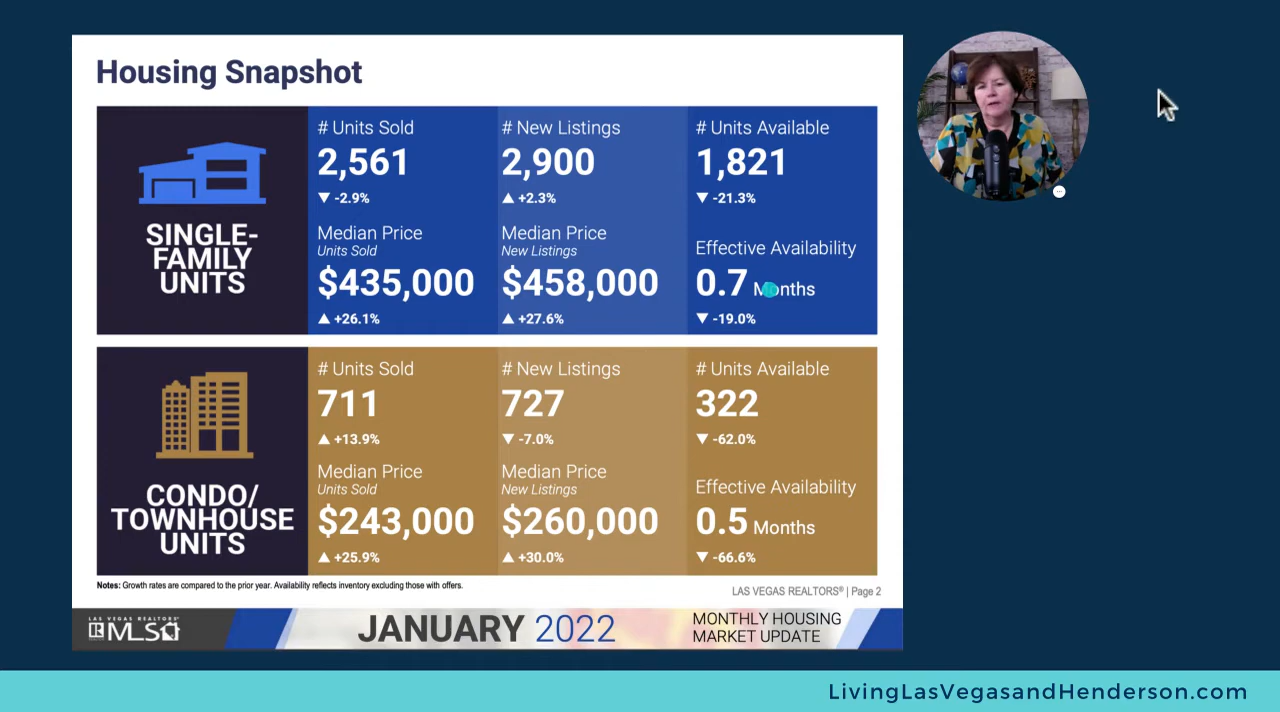 Housing Snapshot
SINGLE-
FAMILY
UNITS
# Units Sold
2,561
▼ -2.9%
Median Price
Units Sold
$435,000
▲ +26.1%
# New Listings
2,900
▲ +2.3%
Median Price
New Listings
$458,000
▲ +27.6%
# Units Available
1,821
▼ -21.3%
Effective Availability
0.7 Months
▼ -19.0%
CONDO/
TOWNHOUSE
UNITS
# Units Sold
711
▲ +13.9%
Median Price
Units Sold
$243,000
▲ +25.9%
# New Listings
727
▼ -7.0%
Median Price
New Listings
$260,000
▲ +30.0%
# Units Available
322
▼ -62.0%
Effective Availability
0.5 Months
▼ -66.6%
Notes: Growth rates are compared to the prior year. Availability reflects inventory excluding those with offers.
LAS VEGAS REALTORS® | Page 2
LAS VEGAS REALTORS®
MLS
JANUARY 2022
MONTHLY HOUSING
MARKET UPDATE
LivingLasVegasandHenderson.com